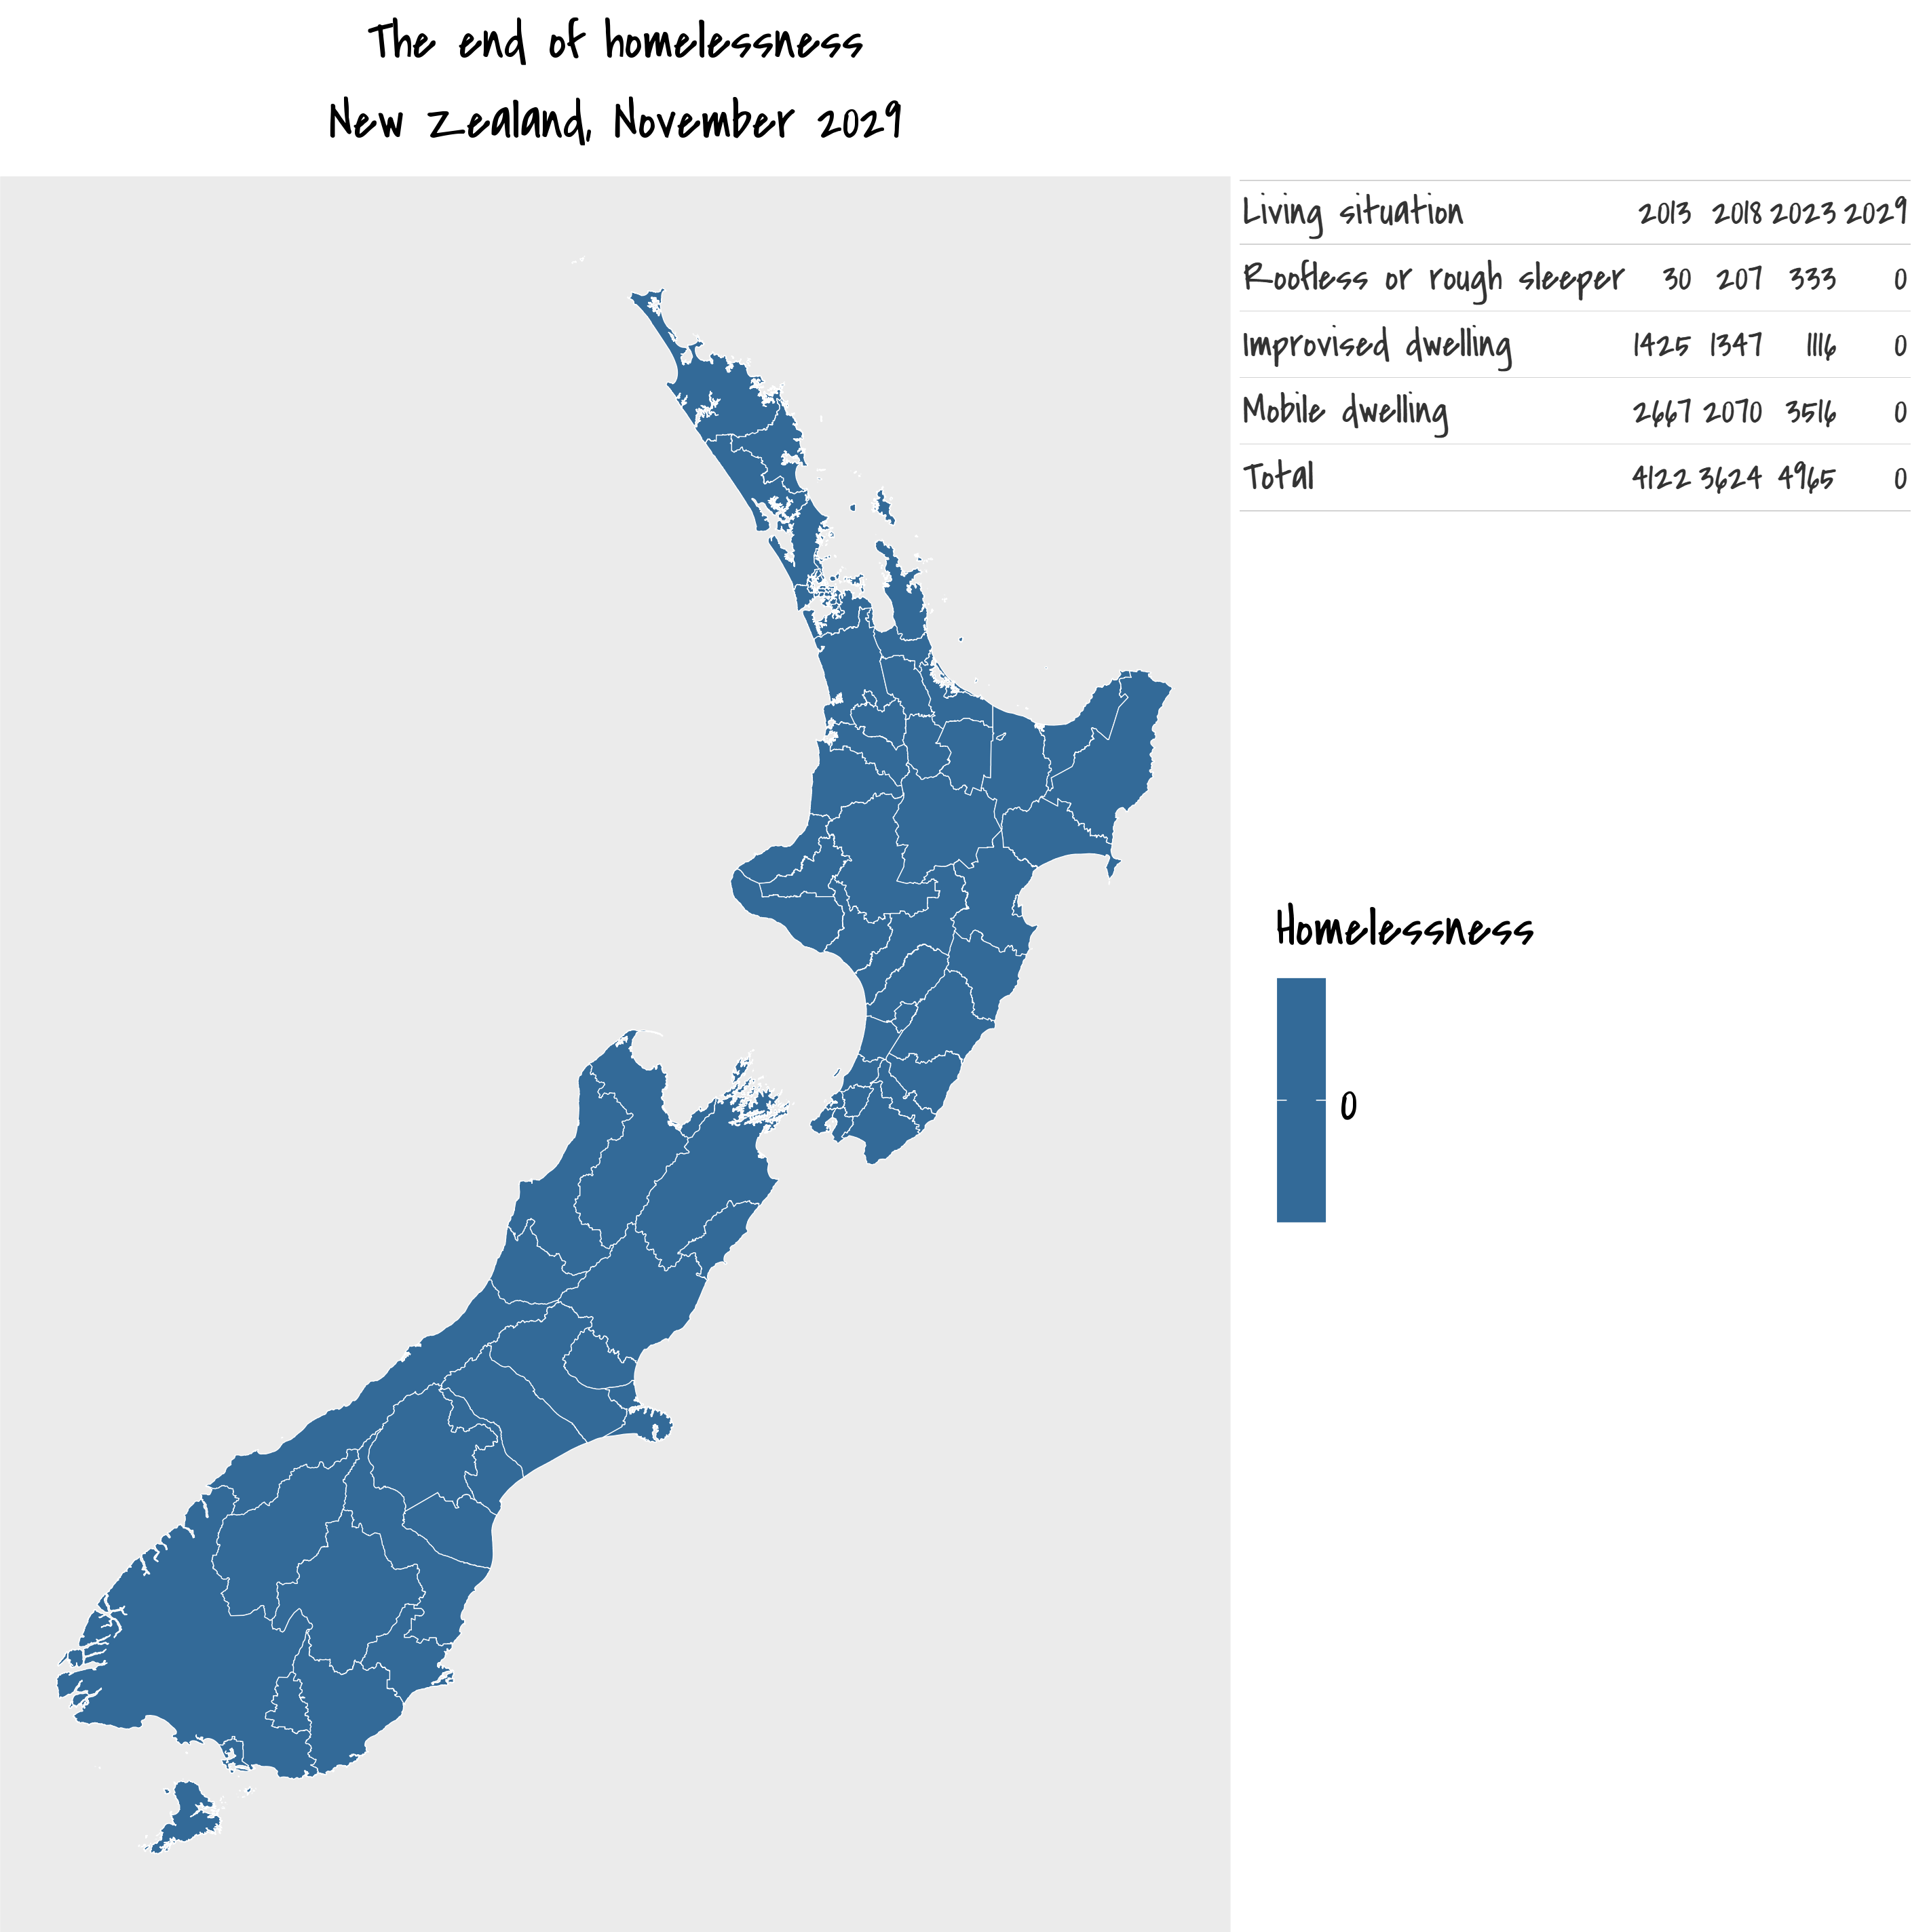 The end of homelessness
New Zealand, November 2029
Living situation 2013 2018 2023 2029
Roofless or rough sleeper 30 207 333 0
Improvised dwelling 1425 1347 1116 0
Mobile dwelling 2667 2070 3516 0
Total 4122 3624 4965 0
Homelessness
0